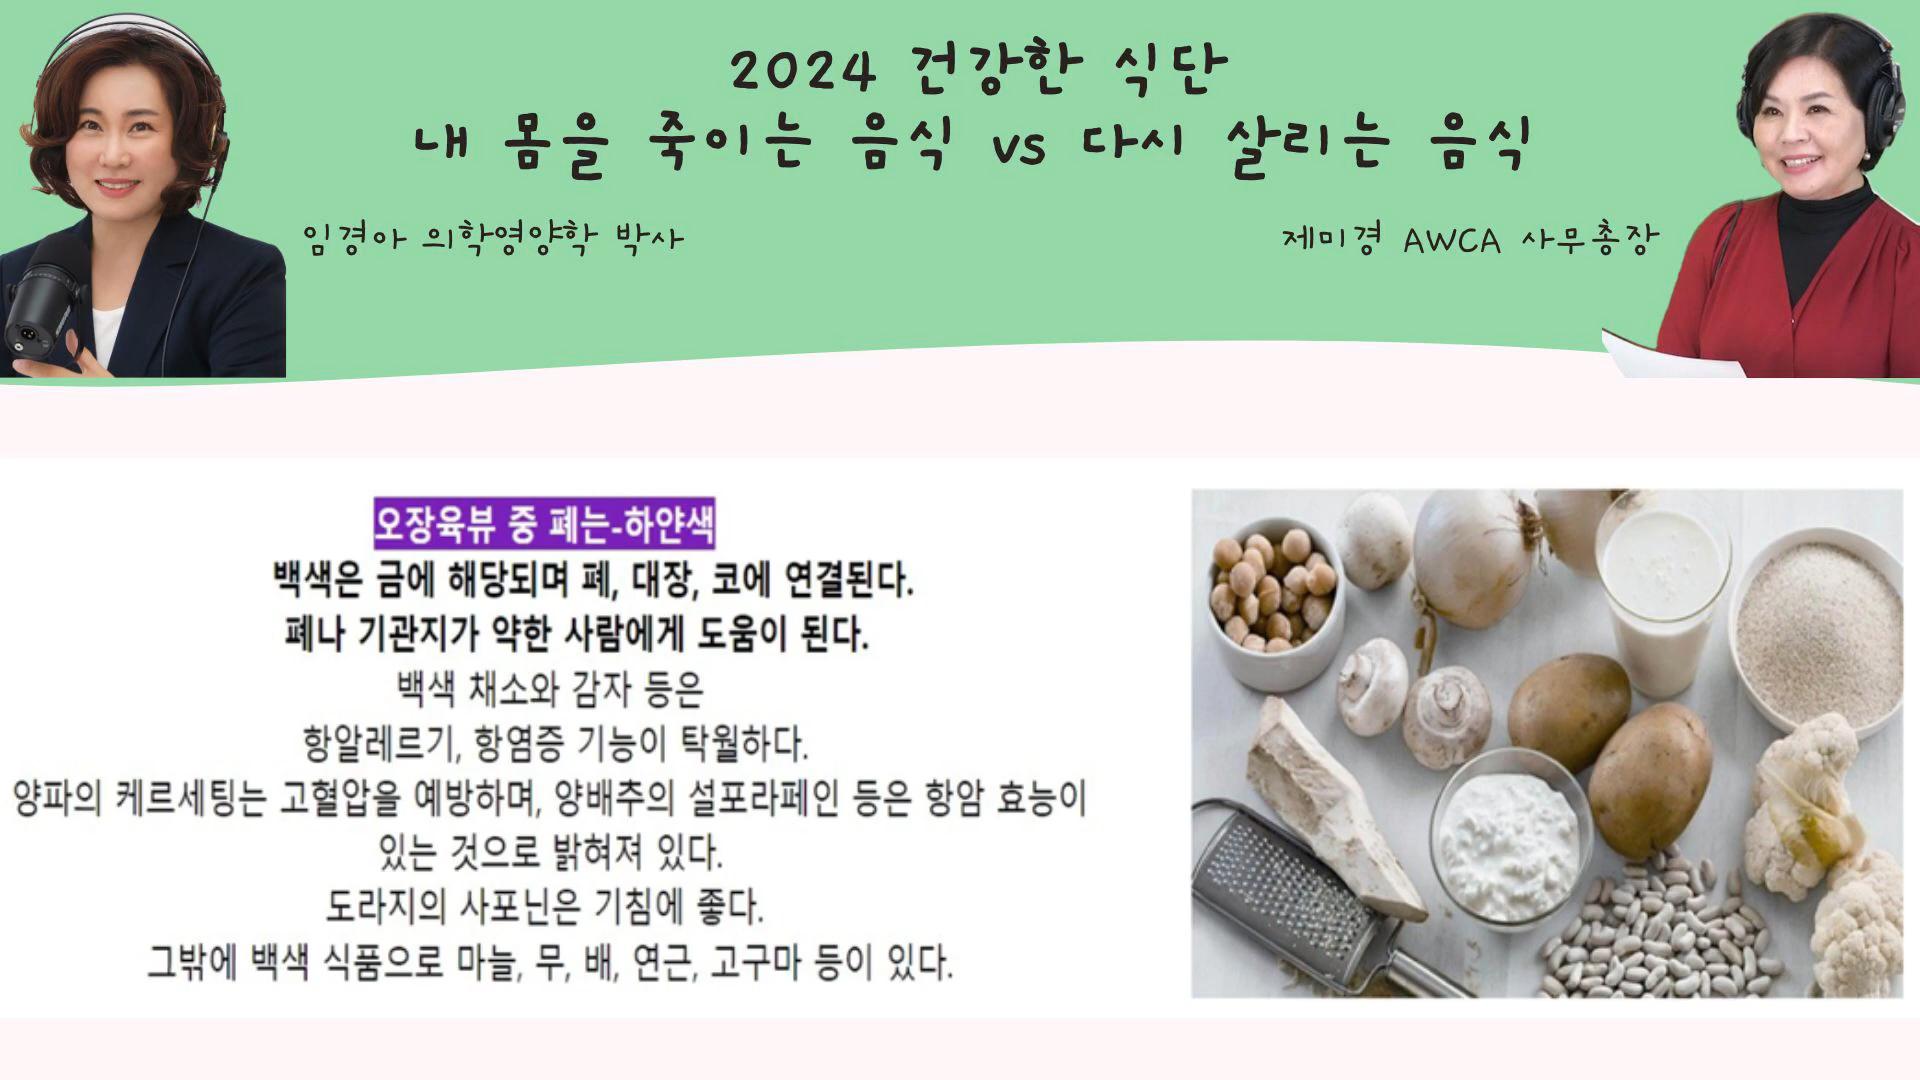 2024 건강한 식단
내 몸을 죽이는 음식 vs 다시 살리는 음식
임경아 의학영양학 박사
제미경 AWCA 사무총장
오장육뷰 중 폐는-하얀색
백색은 금에 해당되며 폐, 대장, 코에 연결된다.
폐나 기관지가 약한 사람에게 도움이 된다.
백색 채소와 감자 등은
항알레르기, 항염증 기능이 탁월하다.
양파의 케르세팅는 고혈압을 예방하며, 양배추의 설포라페인 등은 항암 효능이
있는 것으로 밝혀져 있다.
도라지의 사포닌은 기침에 좋다.
그밖에 백색 식품으로 마늘, 무, 배, 연근, 고구마 등이 있다.